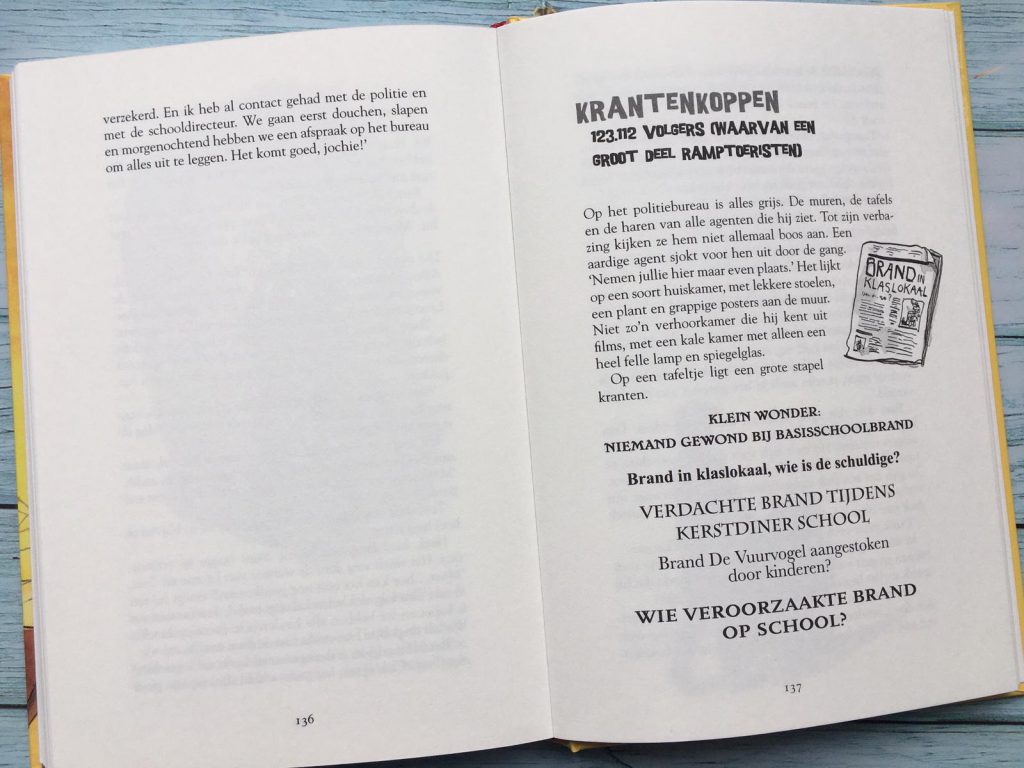 verzekerd. En ik heb al contact gehad met de politie en
met de schooldirecteur. We gaan eerst douchen, slapen
en morgenochtend hebben we een afspraak op het bureau
om alles uit te leggen. Het komt goed, jochie!’
136
KRANTENKOPPEN
123.112 VOLGERS (WAARVAN EEN
GROOT DEEL RAMPTOERISTEN)
Op het politiebureau is alles grijs. De muren, de tafels
en de haren van alle agenten die hij ziet. Tot zijn verba-
zing kijken ze hem niet allemaal boos aan. Een
aardige agent sjokt voor hen uit door de gang.
‘Nemen jullie hier maar even plaats.’ Het lijkt
op een soort huiskamer, met lekkere stoelen,
een plant en grappige posters aan de muur.
Niet zo’n verhoorkamer die hij kent uit
films, met een kale kamer met alleen een
heel felle lamp en spiegelglas.
Op een tafeltje ligt een grote stapel
kranten.
BRAND IN
KLASLOKAAL
KLEIN WONDER:
NIEMAND GEWOND BIJ BASISSCHOOLBRAND
Brand in klaslokaal, wie is de schuldige?
VERDACHTE BRAND TIJDENS
KERSTDINER SCHOOL
Brand De Vuurvogel aangestoken
door kinderen?
WIE VEROORZAAKTE BRAND
OP SCHOOL?
137